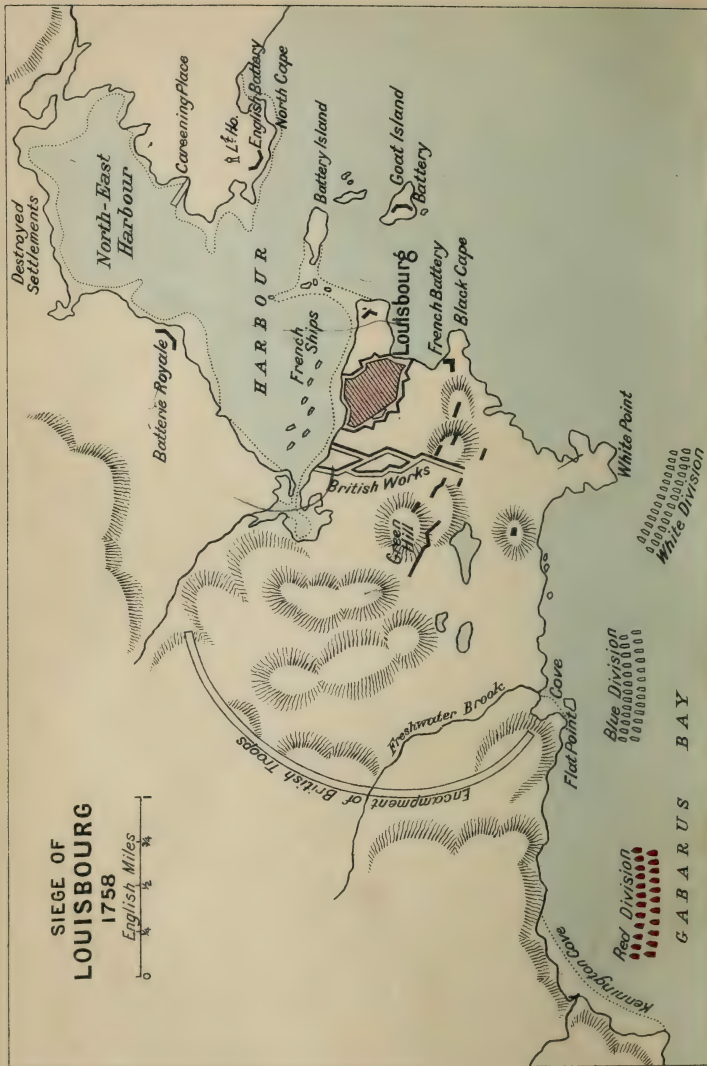 SIEGE OF
LOUISBOURG
1758
English Miles
0 ¼ ½ ¾ 1
Destroyed
Settlements
North-East
Harbour
Careening Place
Lt. Ho.
English Battery
North Cape
Batterie Royale
HARBOUR
French
Ships
Battery Island
Goat Island
Battery
Louisbourg
French Battery
Black Cape
British Works
Green
Hill
White Point
White Division
Encampment of British Troops
Freshwater Brook
Flat Point
Cove
Blue Division
Red Division
Kennington Cove
GABARUS BAY